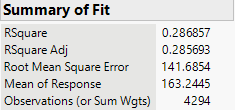 Summary of Fit
RSquare 0.286857
RSquare Adj 0.285693
Root Mean Square Error 141.6854
Mean of Response 163.2445
Observations (or Sum Wgts) 4294